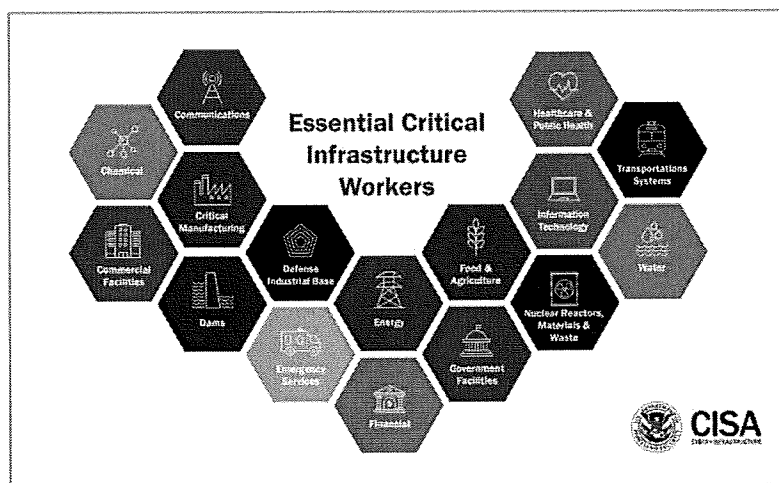 Essential Critical
Infrastructure
Workers
Communications
Chemical
Critical
Manufacturing
Commercial
Facilities
Dams
Defense
Industrial Base
Emergency
Services
Energy
Financial
Food &
Agriculture
Government
Facilities
Healthcare &
Public Health
Information
Technology
Nuclear Reactors,
Materials &
Waste
Transportations
Systems
Water
CISA